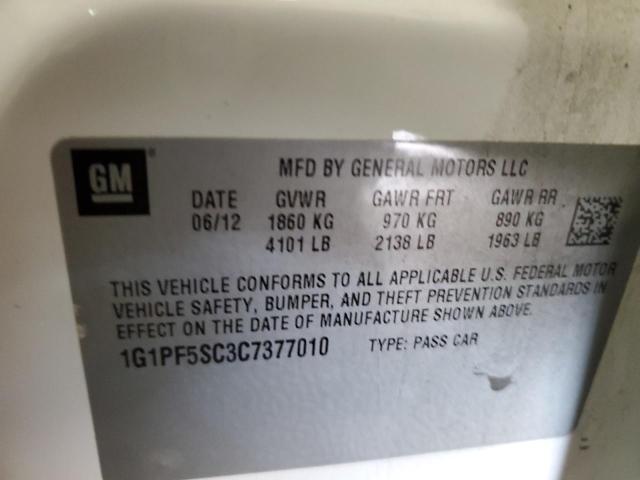 GM
MFD BY GENERAL MOTORS LLC
DATE GVWR GAWR FRT GAWR RR
06/12 1860 KG 970 KG 890 KG
4101 LB 2138 LB 1963 LB
THIS VEHICLE CONFORMS TO ALL APPLICABLE U.S. FEDERAL MOTOR
VEHICLE SAFETY, BUMPER, AND THEFT PREVENTION STANDARDS IN
EFFECT ON THE DATE OF MANUFACTURE SHOWN ABOVE.
1G1PF5SC3C7377010 TYPE: PASS CAR